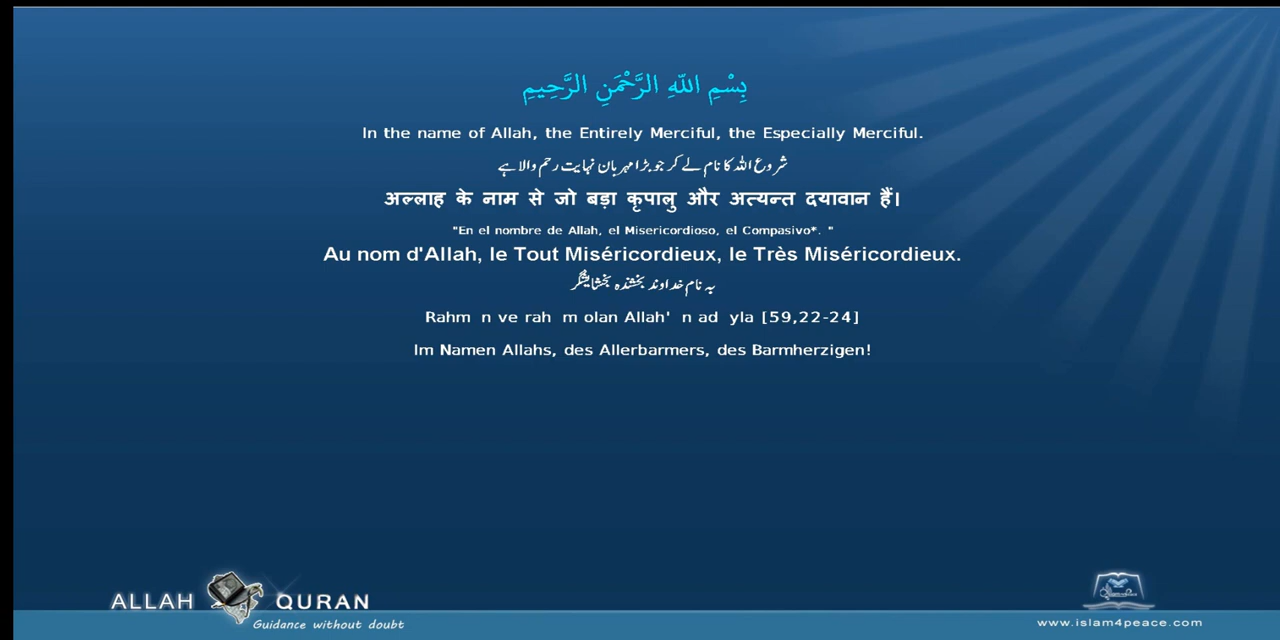 بِسْمِ اللّهِ الرَّحْمَنِ الرَّحِيمِ
In the name of Allah, the Entirely Merciful, the Especially Merciful.
شروع الله کا نام لے کر جو بڑا مہربان نہایت رحم والا ہے
अल्लाह के नाम से जो बड़ा कृपालु और अत्यन्त दयावान हैं।
"En el nombre de Allah, el Misericordioso, el Compasivo*. "
Au nom d'Allah, le Tout Miséricordieux, le Très Miséricordieux.
به نام خداوند بخشنده بخشایشگر
Rahm n ve rah m olan Allah' n ad yla [59,22-24]
Im Namen Allahs, des Allerbarmers, des Barmherzigen!
ALLAH QURAN
Guidance without doubt
www.islam4peace.com